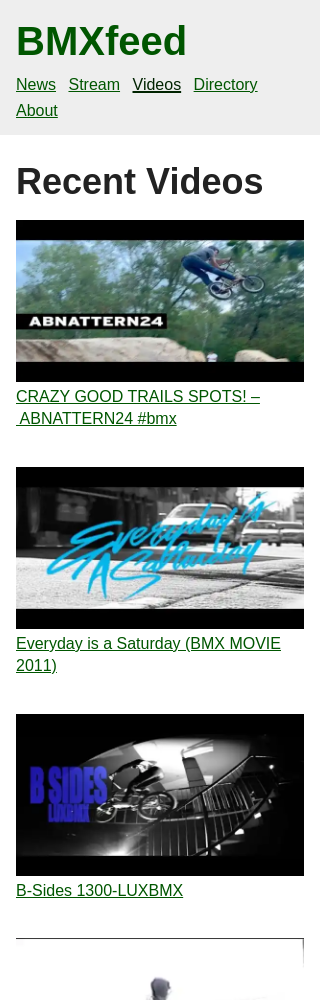 BMXfeed
News Stream Videos Directory
About
Recent Videos
ABNATTERN24
CRAZY GOOD TRAILS SPOTS! –
ABNATTERN24 #bmx
Everyday is
A Saturday
Everyday is a Saturday (BMX MOVIE
2011)
B SIDES
LUXBMX
B-Sides 1300-LUXBMX